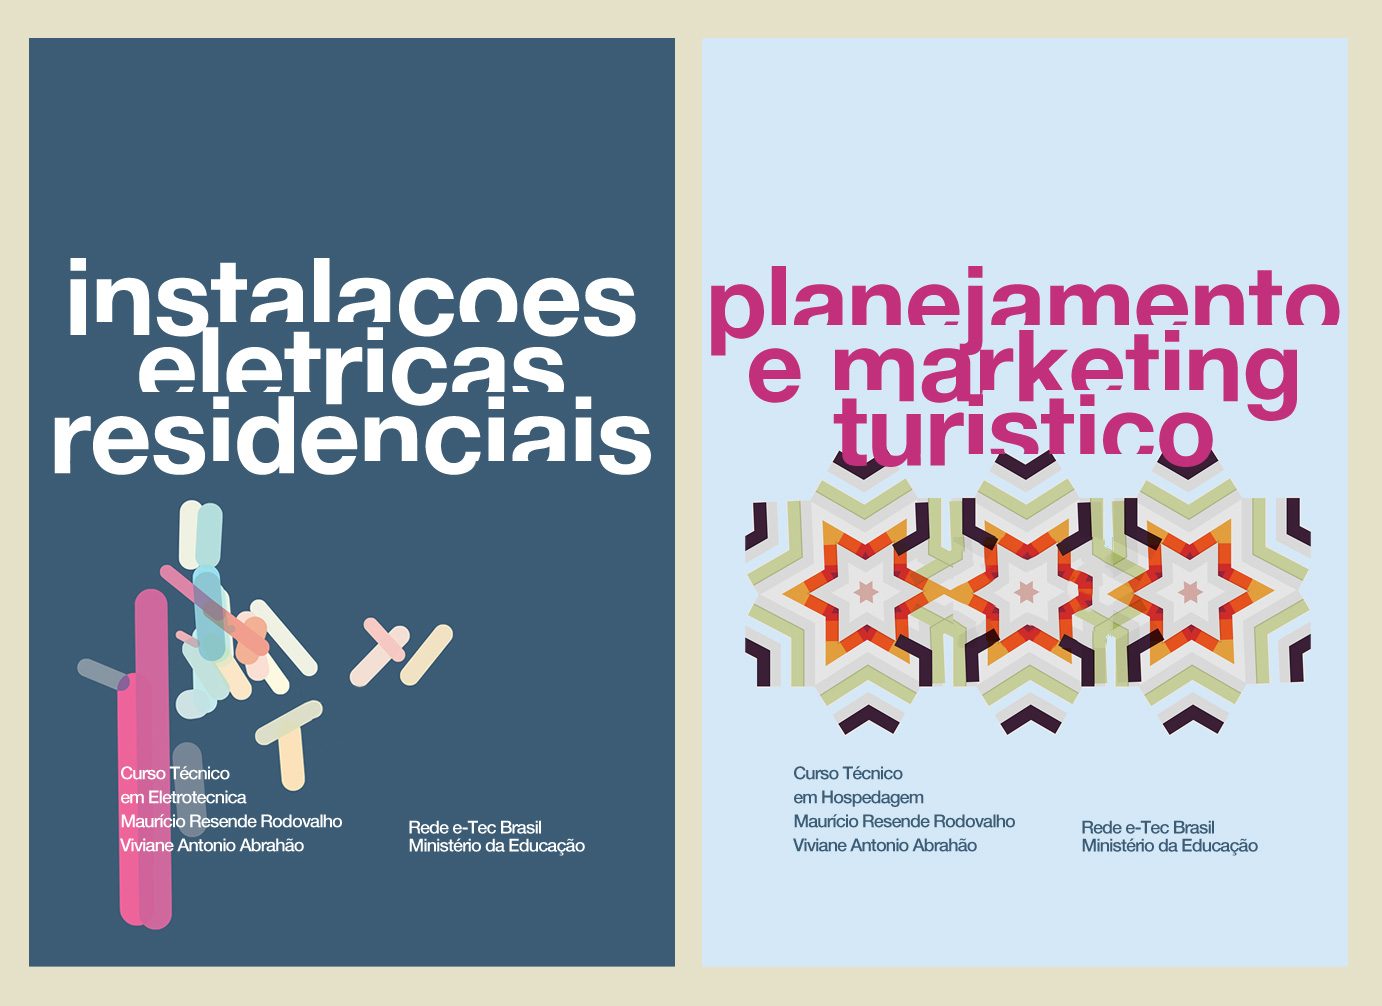 instalacoes
eletricas
residenciais
Curso Técnico
em Eletrotecnica
Maurício Resende Rodovalho
Viviane Antonio Abrahão
Rede e-Tec Brasil
Ministério da Educação
planejamento
e marketing
turistico
Curso Técnico
em Hospedagem
Maurício Resende Rodovalho
Viviane Antonio Abrahão
Rede e-Tec Brasil
Ministério da Educação